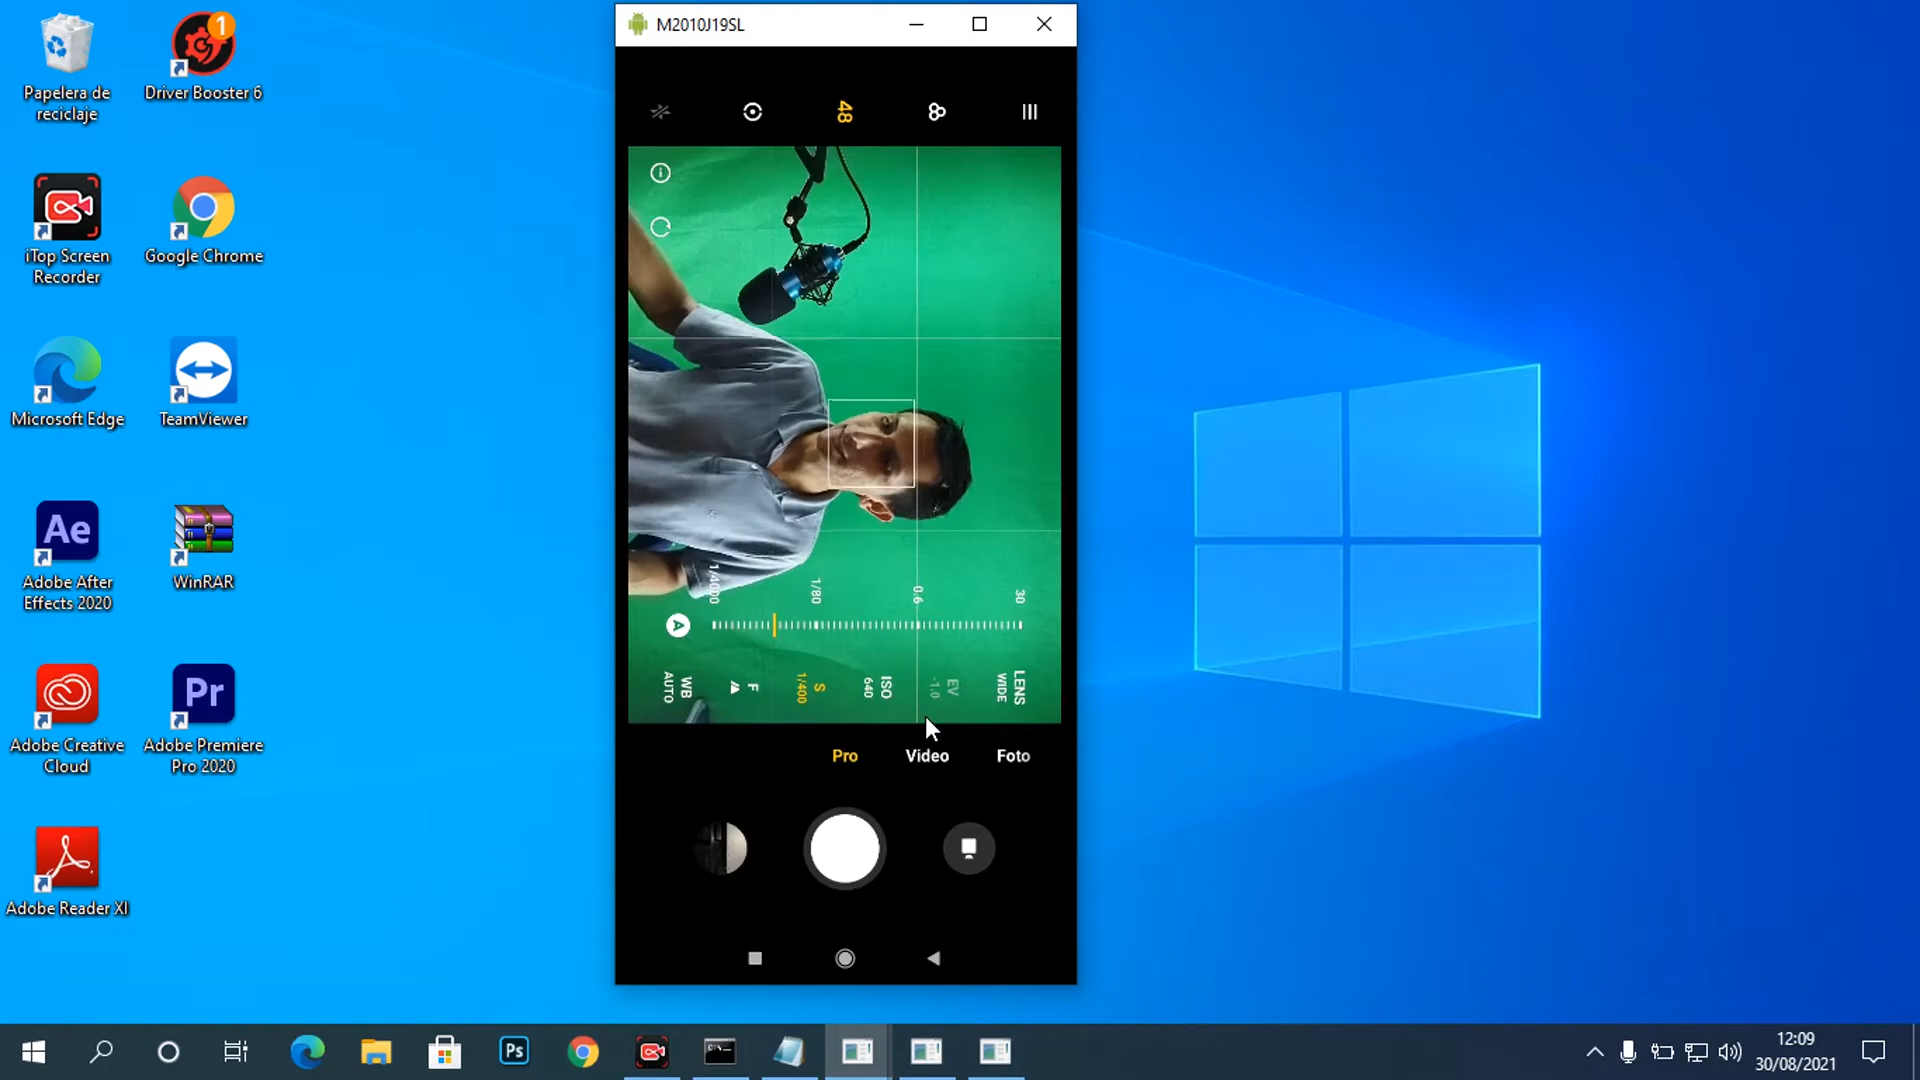 Papelera de
reciclaje
1
Driver Booster 6
iTop Screen
Recorder
Google Chrome
Microsoft Edge
TeamViewer
Ae
Adobe After
Effects 2020
WinRAR
Adobe Creative
Cloud
Pr
Adobe Premiere
Pro 2020
Adobe Reader XI
M2010J19SL
48
1/4000
1/80
0.6
30
A
WB
AUTO
F
S
1/400
ISO
640
EV
-1.0
LENS
WIDE
Pro
Video
Foto
Ps
12:09
30/08/2021